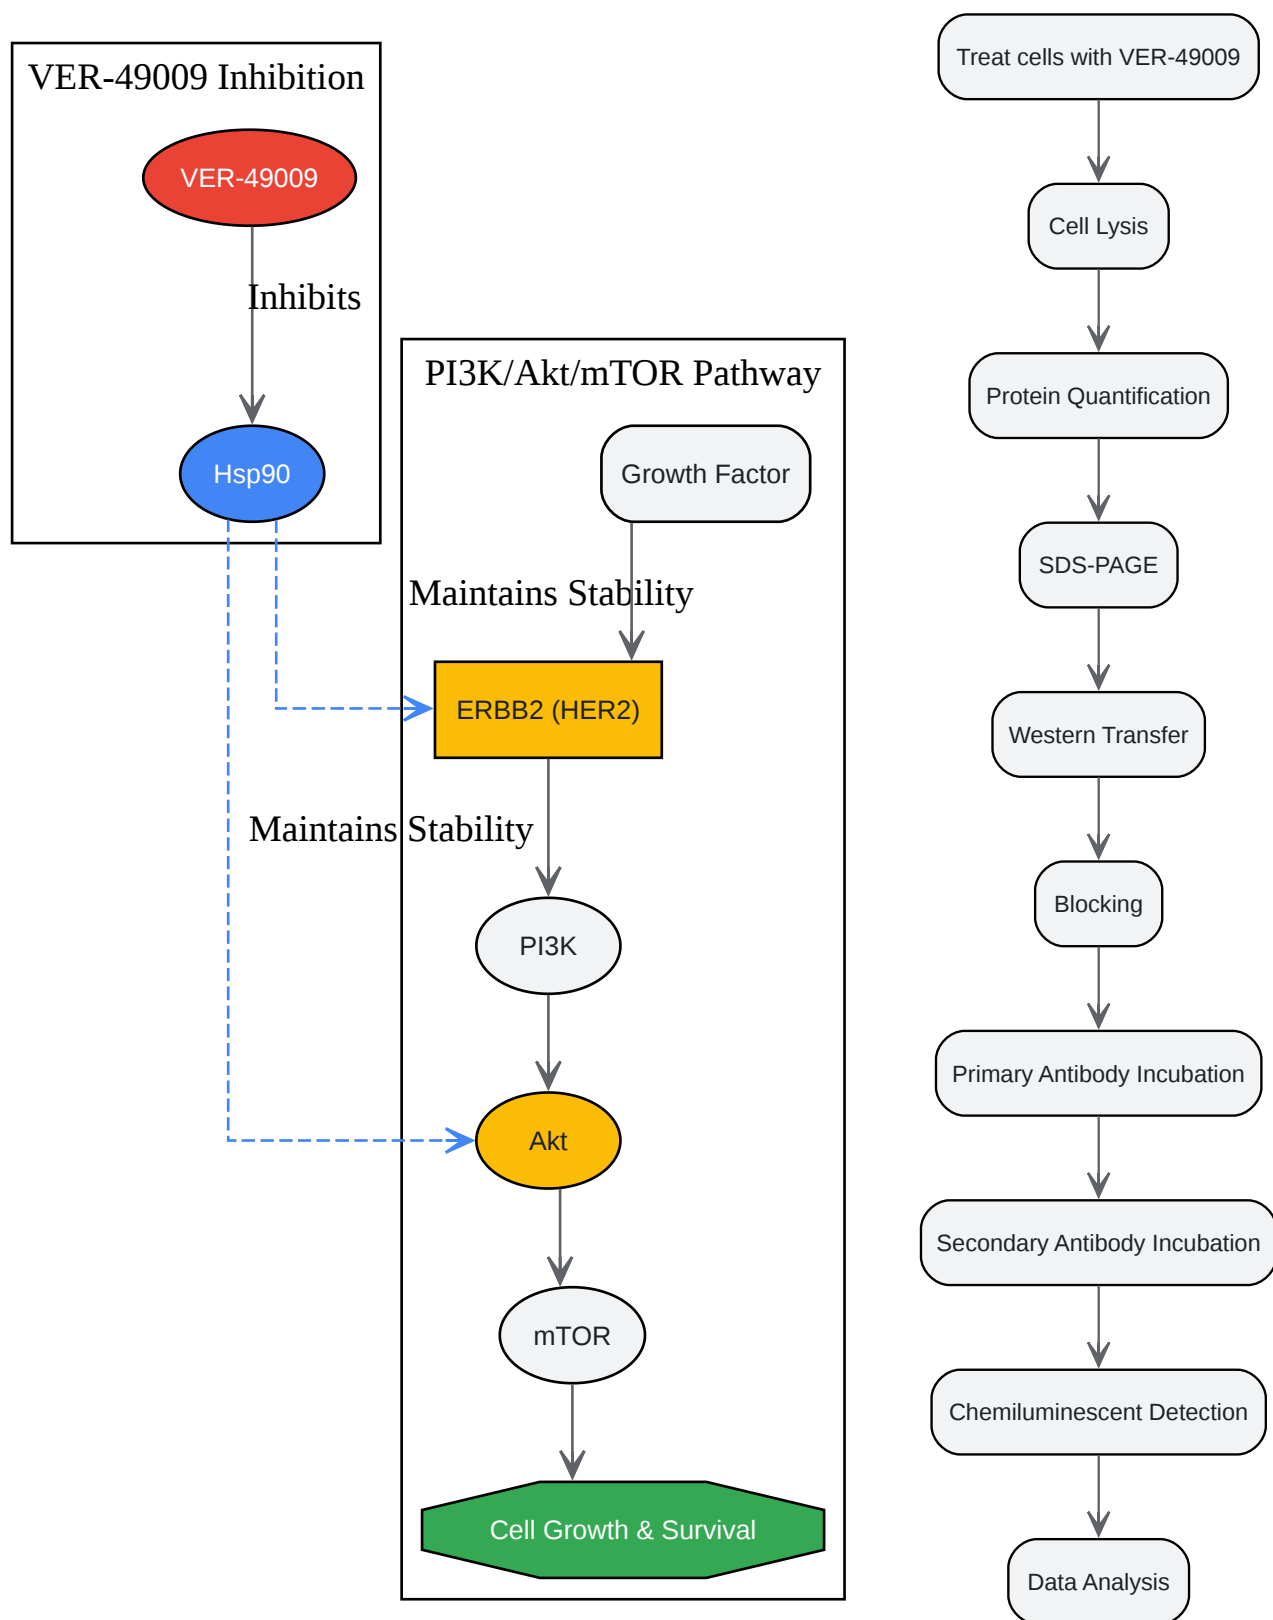 VER-49009 Inhibition
VER-49009
Inhibits
Hsp90
PI3K/Akt/mTOR Pathway
Growth Factor
Maintains Stability
ERBB2 (HER2)
Maintains Stability
PI3K
Akt
mTOR
Cell Growth & Survival
Treat cells with VER-49009
Cell Lysis
Protein Quantification
SDS-PAGE
Western Transfer
Blocking
Primary Antibody Incubation
Secondary Antibody Incubation
Chemiluminescent Detection
Data Analysis